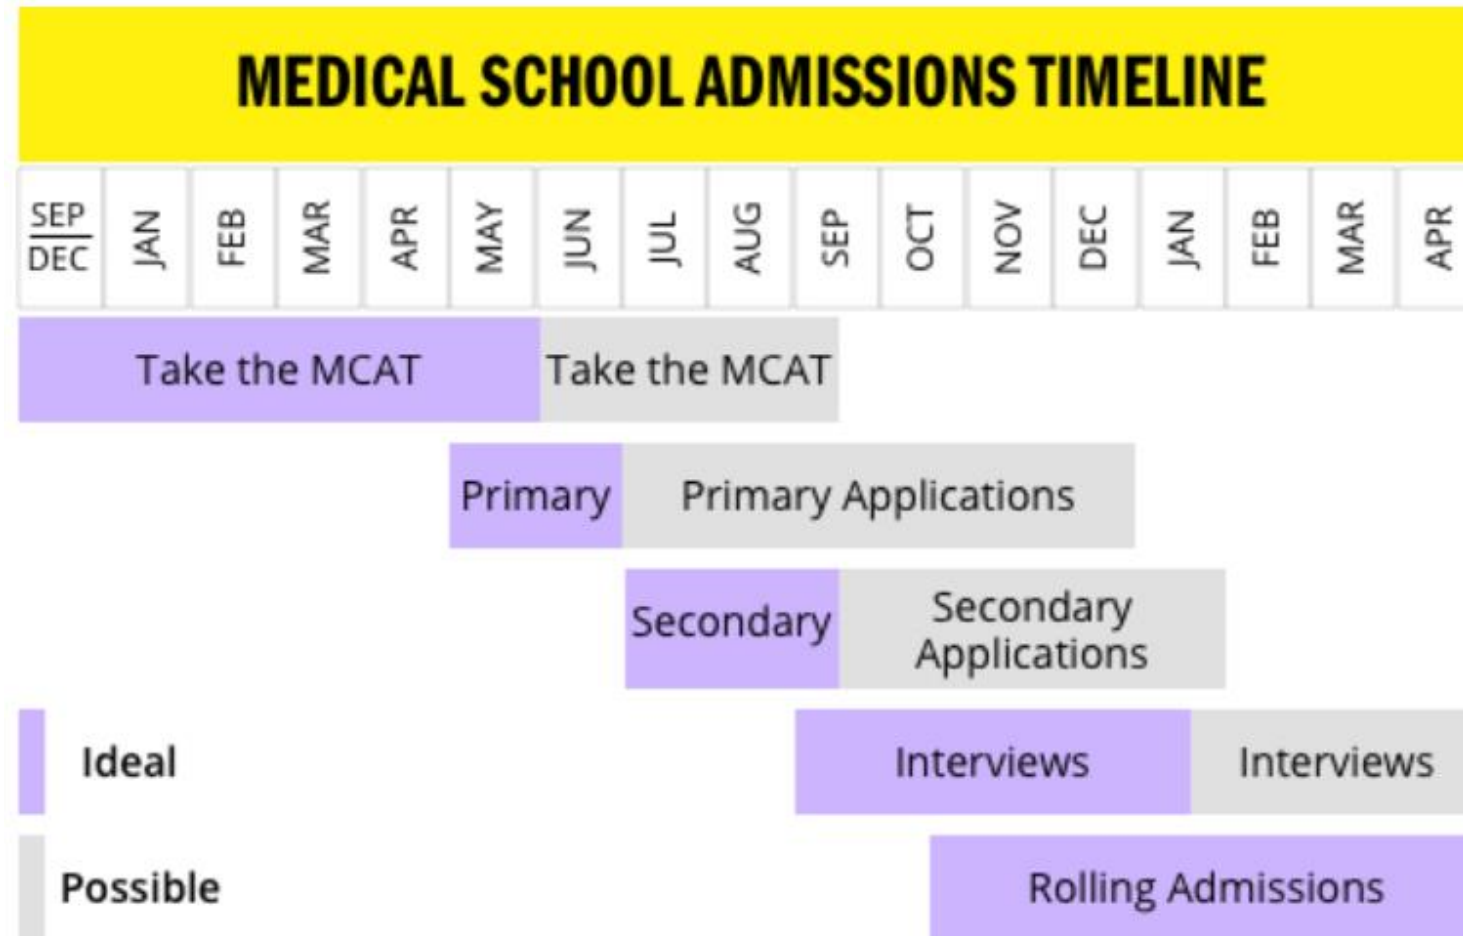 MEDICAL SCHOOL ADMISSIONS TIMELINE
SEP
DEC
JAN
FEB
MAR
APR
MAY
JUN
JUL
AUG
SEP
OCT
NOV
DEC
JAN
FEB
MAR
APR
Take the MCAT
Take the MCAT
Primary
Primary Applications
Secondary
Secondary
Applications
Ideal
Interviews
Interviews
Possible
Rolling Admissions